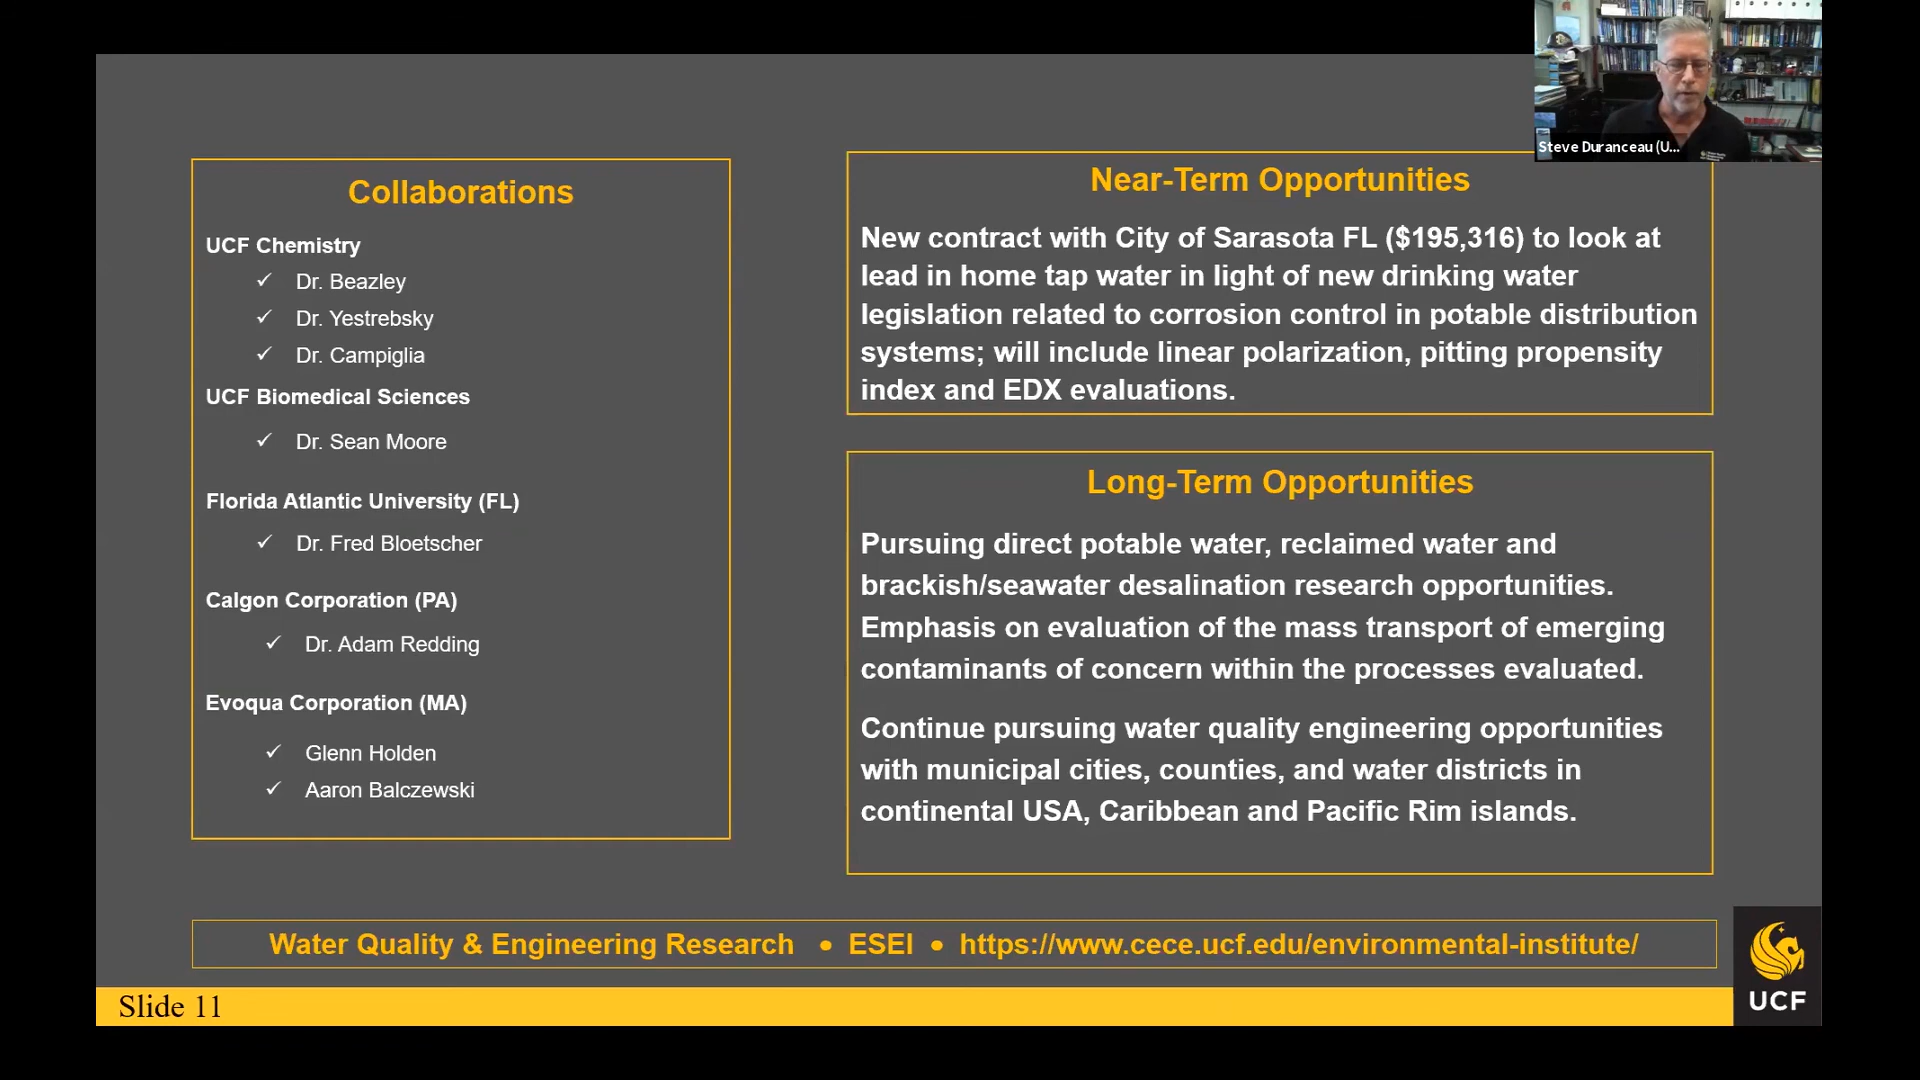 Steve Duranceau (U...
Collaborations
UCF Chemistry
✓ Dr. Beazley
✓ Dr. Yestrebsky
✓ Dr. Campiglia
UCF Biomedical Sciences
✓ Dr. Sean Moore
Florida Atlantic University (FL)
✓ Dr. Fred Bloetscher
Calgon Corporation (PA)
✓ Dr. Adam Redding
Evoqua Corporation (MA)
✓ Glenn Holden
✓ Aaron Balczewski
Near-Term Opportunities
New contract with City of Sarasota FL ($195,316) to look at
lead in home tap water in light of new drinking water
legislation related to corrosion control in potable distribution
systems; will include linear polarization, pitting propensity
index and EDX evaluations.
Long-Term Opportunities
Pursuing direct potable water, reclaimed water and
brackish/seawater desalination research opportunities.
Emphasis on evaluation of the mass transport of emerging
contaminants of concern within the processes evaluated.
Continue pursuing water quality engineering opportunities
with municipal cities, counties, and water districts in
continental USA, Caribbean and Pacific Rim islands.
Water Quality & Engineering Research • ESEI • https://www.cece.ucf.edu/environmental-institute/
Slide 11
UCF